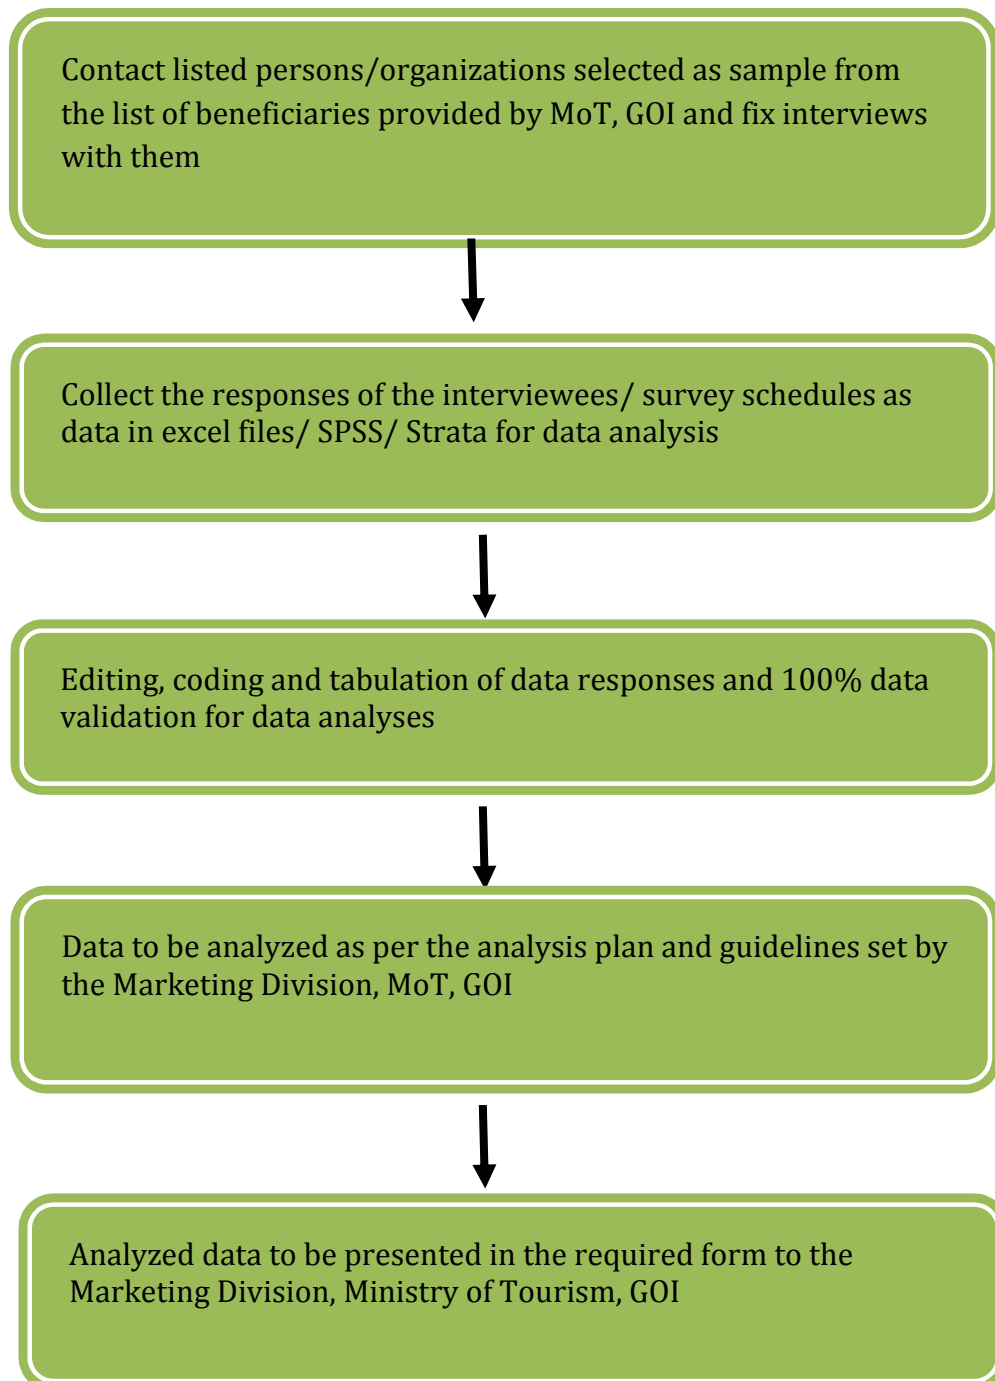 Contact listed persons/organizations selected as sample from
the list of beneficiaries provided by MoT, GOI and fix interviews
with them
Collect the responses of the interviewees/ survey schedules as
data in excel files/ SPSS/ Strata for data analysis
Editing, coding and tabulation of data responses and 100% data
validation for data analyses
Data to be analyzed as per the analysis plan and guidelines set by
the Marketing Division, MoT, GOI
Analyzed data to be presented in the required form to the
Marketing Division, Ministry of Tourism, GOI